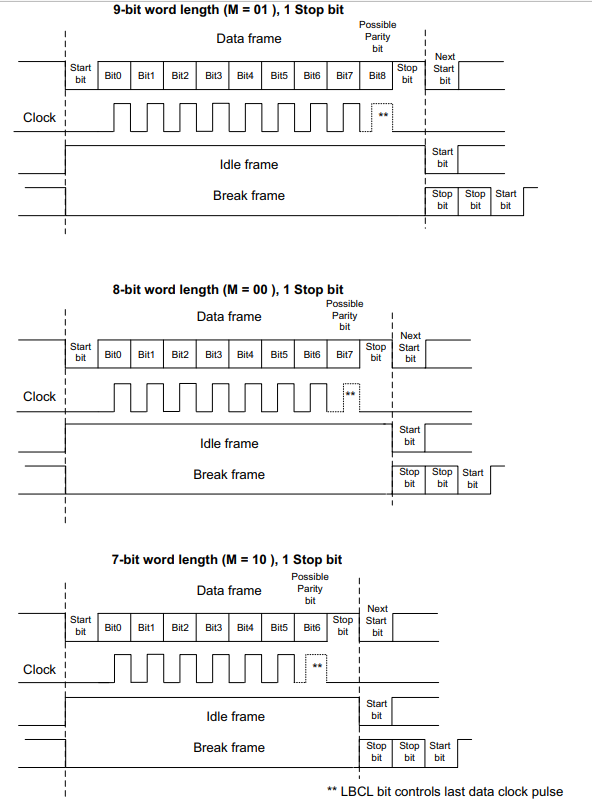 9-bit word length (M = 01 ), 1 Stop bit
Data frame
Possible
Parity
bit
Start
bit
Bit0
Bit1
Bit2
Bit3
Bit4
Bit5
Bit6
Bit7
Bit8
Stop
bit
Next
Start
bit
Clock
**
Idle frame
Start
bit
Break frame
Stop
bit
Stop
bit
Start
bit
8-bit word length (M = 00 ), 1 Stop bit
Data frame
Possible
Parity
bit
Start
bit
Bit0
Bit1
Bit2
Bit3
Bit4
Bit5
Bit6
Bit7
Stop
bit
Next
Start
bit
Clock
**
Idle frame
Start
bit
Break frame
Stop
bit
Stop
bit
Start
bit
7-bit word length (M = 10 ), 1 Stop bit
Data frame
Possible
Parity
bit
Start
bit
Bit0
Bit1
Bit2
Bit3
Bit4
Bit5
Bit6
Stop
bit
Next
Start
bit
Clock
**
Idle frame
Start
bit
Break frame
Stop
bit
Stop
bit
Start
bit
** LBCL bit controls last data clock pulse